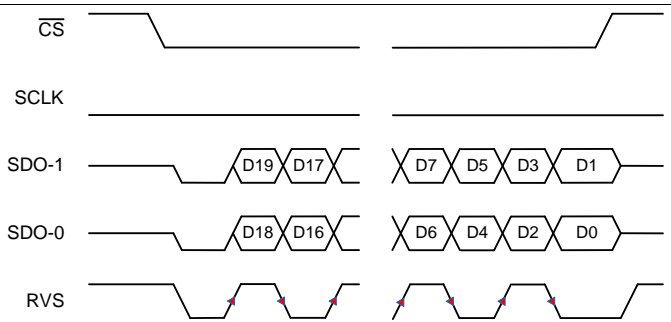 CS
SCLK
SDO-1 D19 D17 D7 D5 D3 D1
SDO-0 D18 D16 D6 D4 D2 D0
RVS